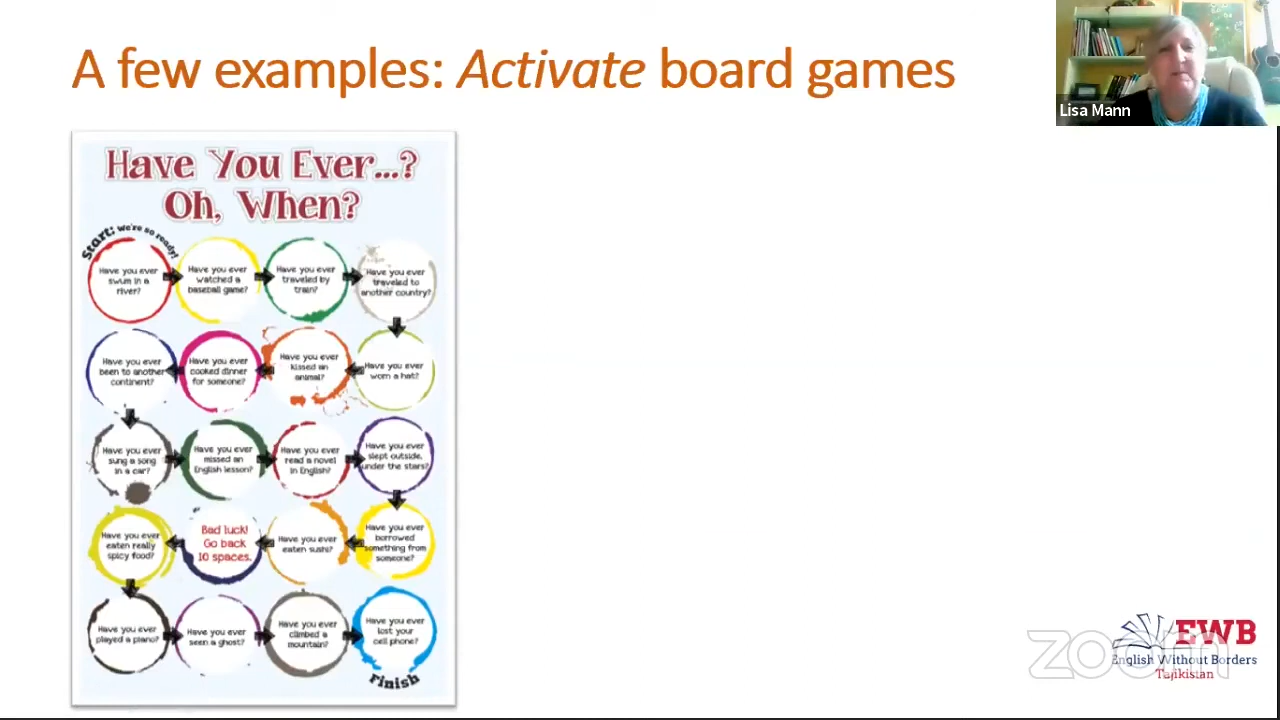 A few examples: Activate board games
Lisa Mann
Have You Ever...?
Oh, When?
Start: we're so ready!
Have you ever
swum in a
river?
Have you ever
watched a
baseball game?
Have you ever
traveled by
train?
Have you ever
traveled to
another country?
Have you ever
been to another
continent?
Have you ever
cooked dinner
for someone?
Have you ever
kissed an
animal?
Have you ever
worn a hat?
Have you ever
sung a song
in a car?
Have you ever
missed an
English lesson?
Have you ever
read a novel
in English?
Have you ever
slept outside,
under the stars?
Have you ever
eaten really
spicy food?
Bad luck!
Go back
10 spaces.
Have you ever
eaten sushi?
Have you ever
borrowed
something from
someone?
Have you ever
played a piano?
Have you ever
seen a ghost?
Have you ever
climbed a
mountain?
Have you ever
lost your
cell phone?
Finish
EWB
English Without Borders
Tajikistan
zoom